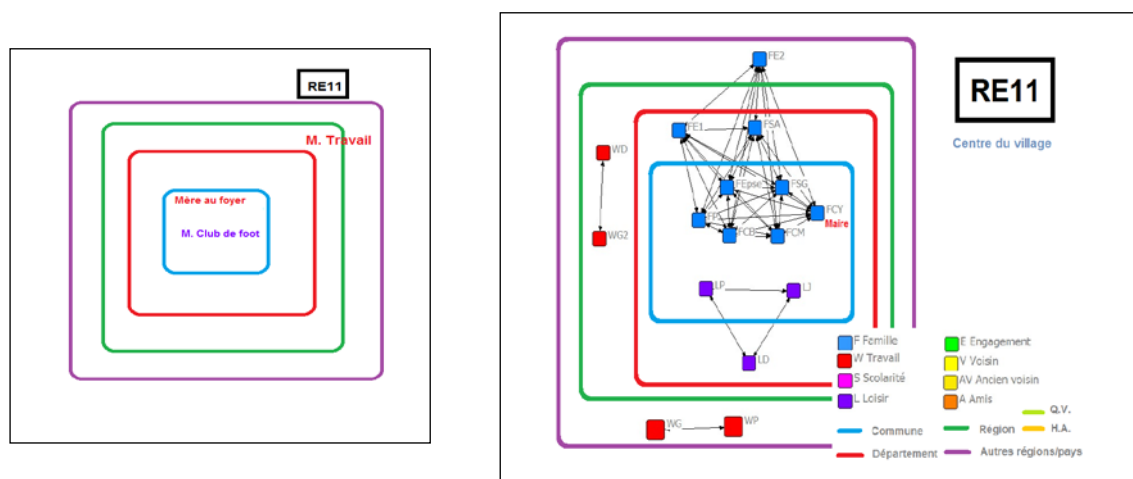 RE11
M. Travail
Mère au foyer
M. Club de foot
FE2
RE11
Centre du village
FE1
FSA
WD
FEpse
FSG
FCY
Maire
FP
FCB
FCM
WG2
LP
LJ
LD
F Famille
E Engagement
W Travail
V Voisin
S Scolarité
AV Ancien voisin
L Loisir
A Amis
Q.V.
Commune
Région
H.A.
Département
Autres régions/pays
WG
WP